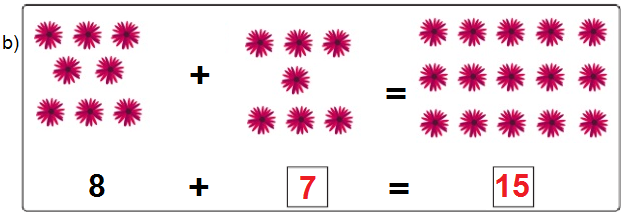 b)
+
=
8 + 7 = 15